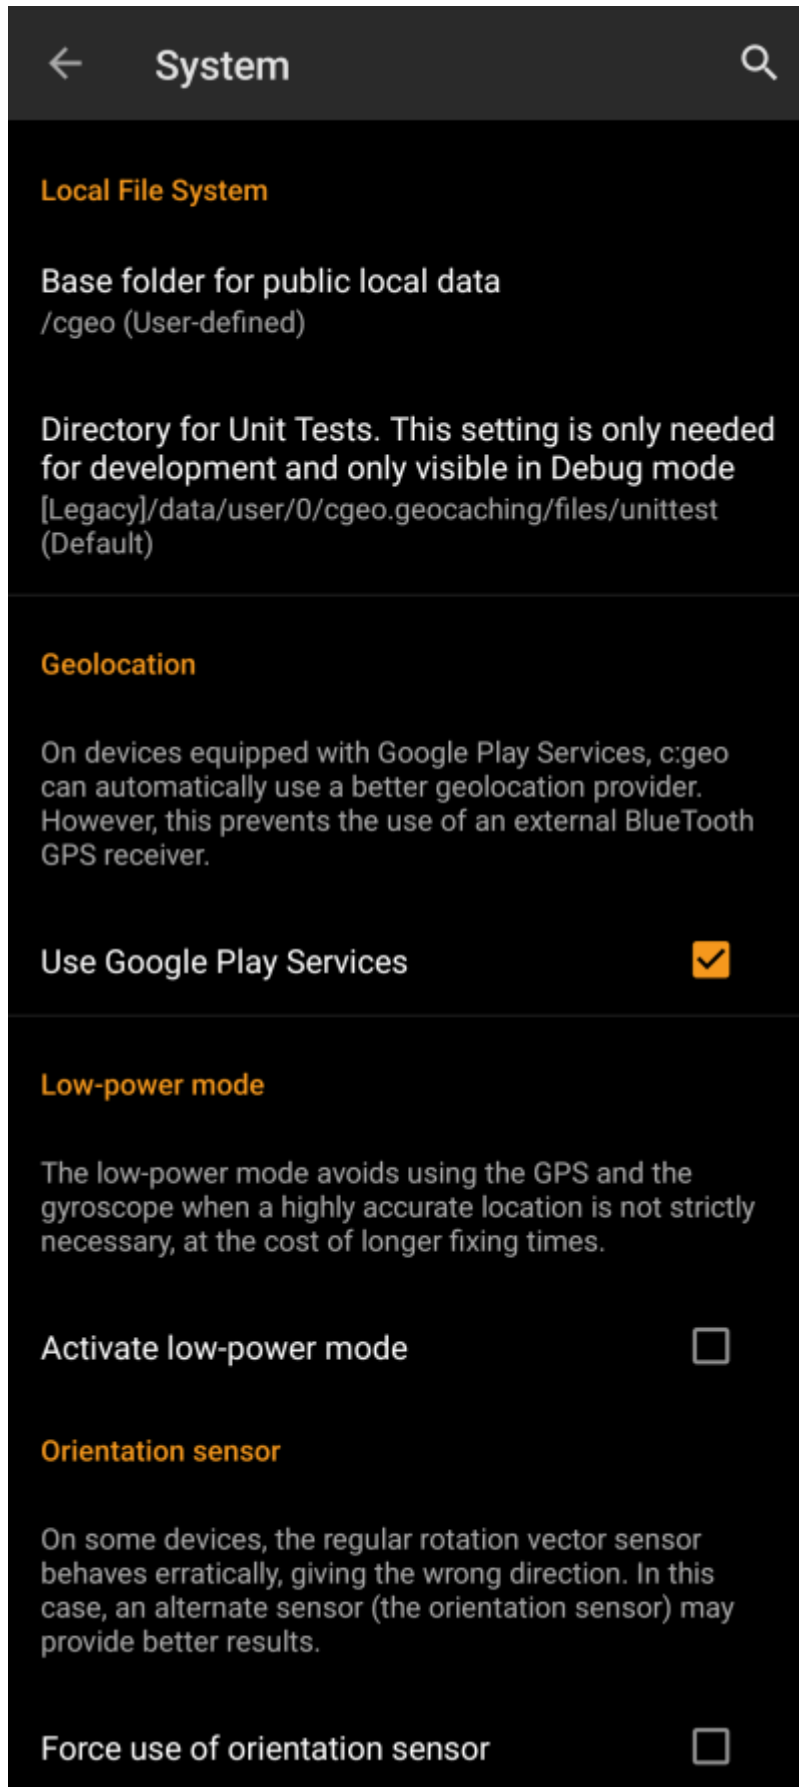 System
Local File System
Base folder for public local data
/cgeo (User-defined)
Directory for Unit Tests. This setting is only needed
for development and only visible in Debug mode
[Legacy]/data/user/0/cgeo.geocaching/files/unittest
(Default)
Geolocation
On devices equipped with Google Play Services, c:geo
can automatically use a better geolocation provider.
However, this prevents the use of an external BlueTooth
GPS receiver.
Use Google Play Services
Low-power mode
The low-power mode avoids using the GPS and the
gyroscope when a highly accurate location is not strictly
necessary, at the cost of longer fixing times.
Activate low-power mode
Orientation sensor
On some devices, the regular rotation vector sensor
behaves erratically, giving the wrong direction. In this
case, an alternate sensor (the orientation sensor) may
provide better results.
Force use of orientation sensor